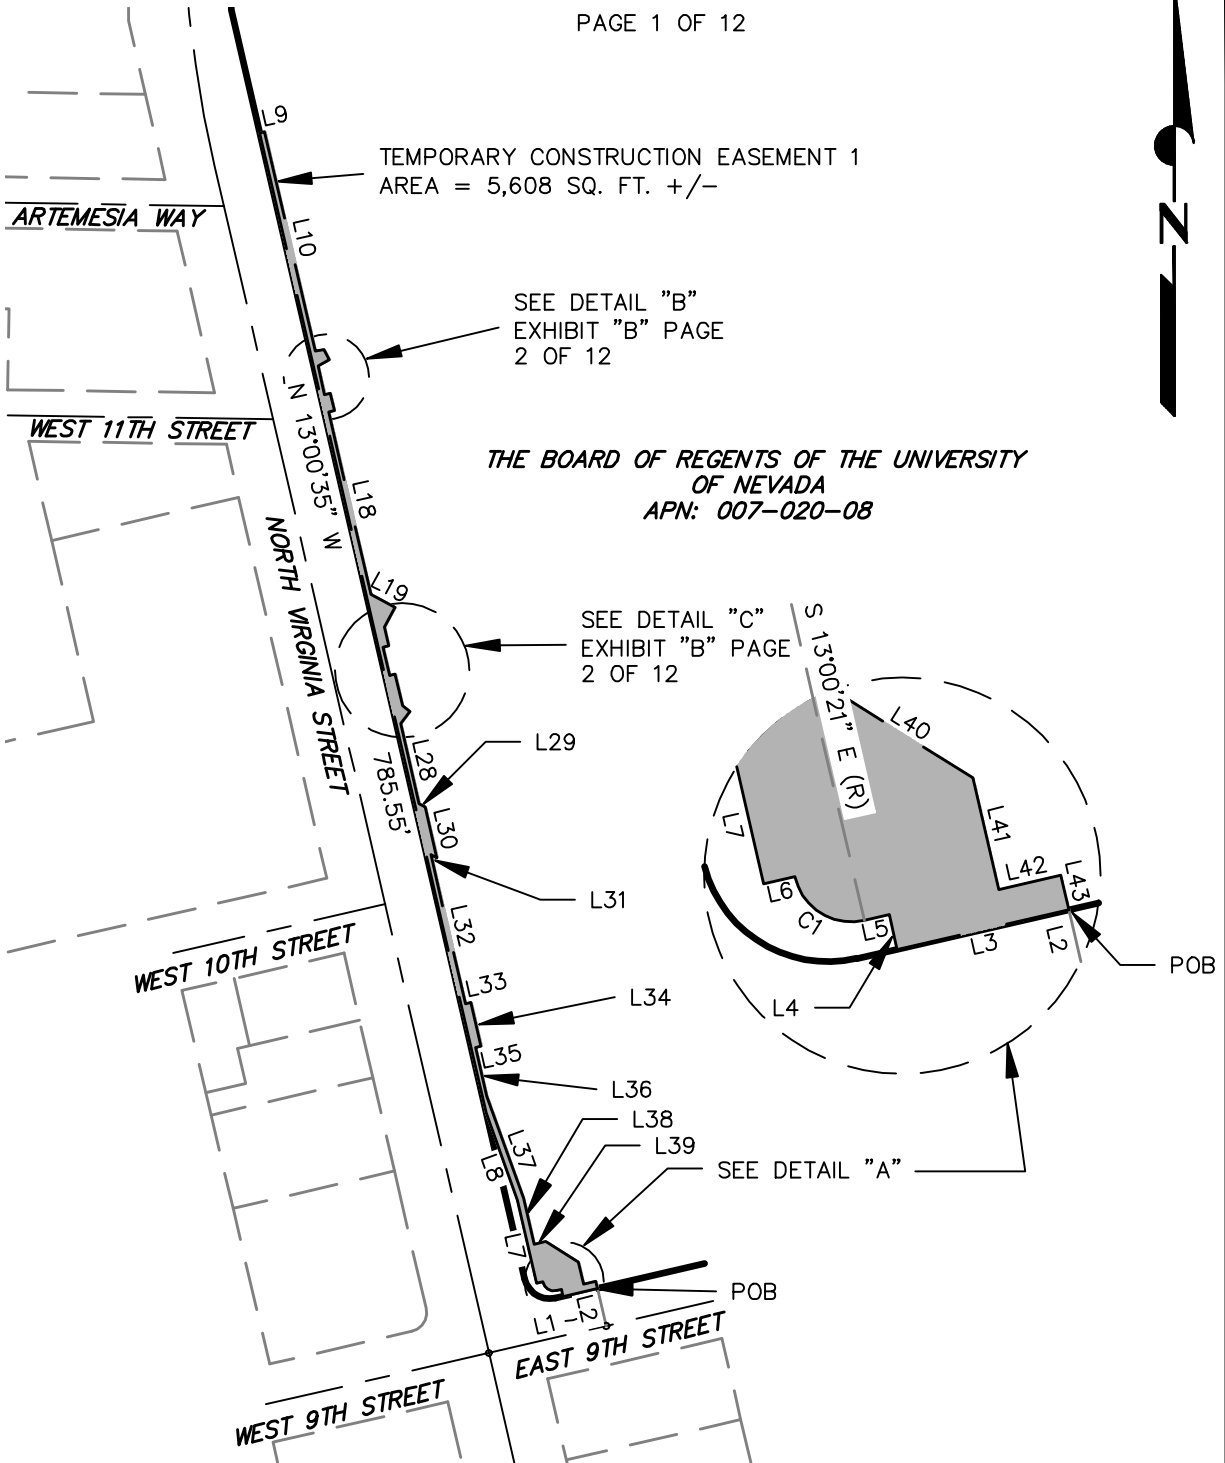 PAGE 1 OF 12
L9
TEMPORARY CONSTRUCTION EASEMENT 1
AREA = 5,608 SQ. FT. +/-
ARTEMESIA WAY
N
L10
SEE DETAIL "B"
EXHIBIT "B" PAGE
2 OF 12
N 13°00'35" W
WEST 11TH STREET
THE BOARD OF REGENTS OF THE UNIVERSITY
OF NEVADA
APN: 007-020-08
L18
NORTH VIRGINIA STREET
L19
SEE DETAIL "C"
EXHIBIT "B" PAGE
2 OF 12
S 13°00'21" E (R)
L40
L28
L29
785.55'
L30
L7
L41
L42
L43
L6
C1
L5
L3
L2
POB
L4
L31
L32
WEST 10TH STREET
L33
L34
L35
L36
L38
L37
L39
L8
SEE DETAIL "A"
L7
POB
L1
L2
EAST 9TH STREET
WEST 9TH STREET